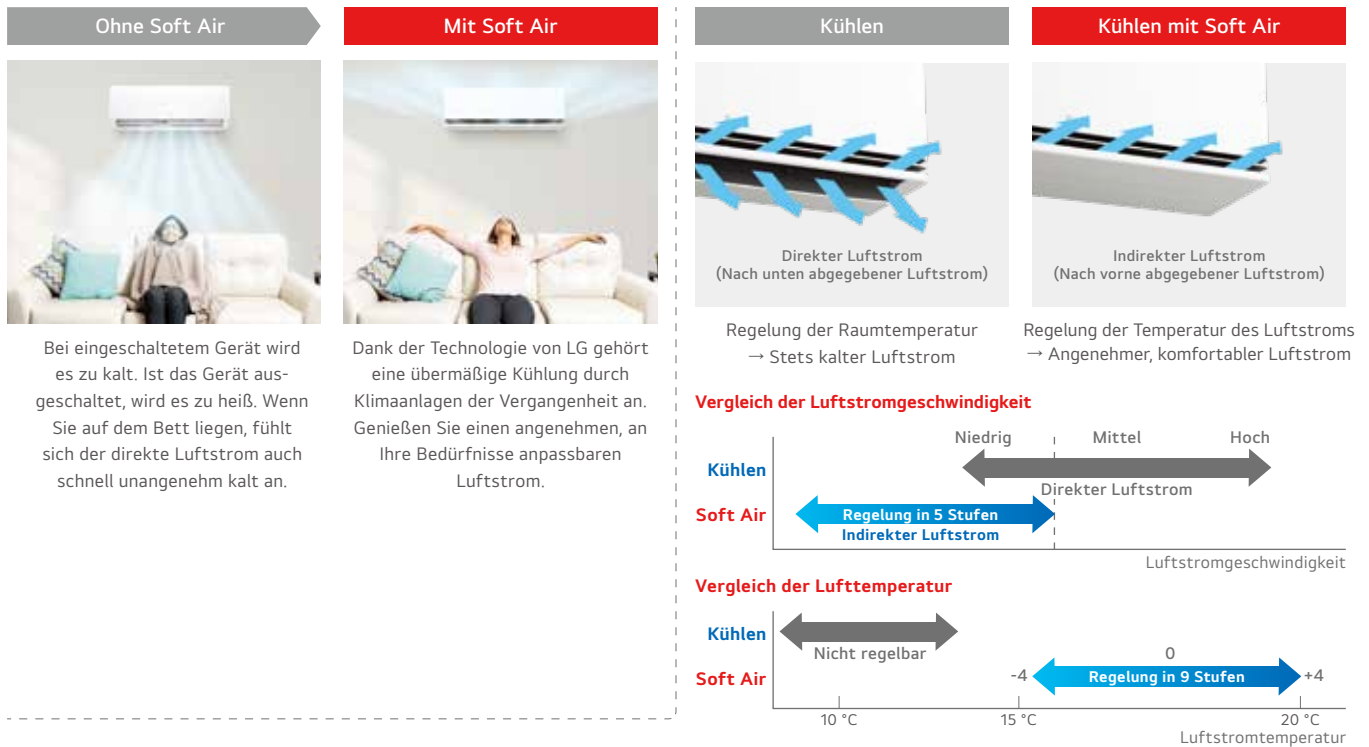 Ohne Soft Air
Mit Soft Air
Bei eingeschaltetem Gerät wird
es zu kalt. Ist das Gerät aus-
geschaltet, wird es zu heiß. Wenn
Sie auf dem Bett liegen, fühlt
sich der direkte Luftstrom auch
schnell unangenehm kalt an.
Dank der Technologie von LG gehört
eine übermäßige Kühlung durch
Klimaanlagen der Vergangenheit an.
Genießen Sie einen angenehmen, an
Ihre Bedürfnisse anpassbaren
Luftstrom.
Kühlen
Kühlen mit Soft Air
Direkter Luftstrom
(Nach unten abgegebener Luftstrom)
Indirekter Luftstrom
(Nach vorne abgegebener Luftstrom)
Regelung der Raumtemperatur
→ Stets kalter Luftstrom
Regelung der Temperatur des Luftstroms
→ Angenehmer, komfortabler Luftstrom
Vergleich der Luftstromgeschwindigkeit
Niedrig Mittel Hoch
Kühlen
Direkter Luftstrom
Soft Air
Regelung in 5 Stufen
Indirekter Luftstrom
Luftstromgeschwindigkeit
Vergleich der Lufttemperatur
Kühlen
Nicht regelbar
0
Soft Air
-4 Regelung in 9 Stufen +4
10 °C 15 °C 20 °C
Luftstromtemperatur